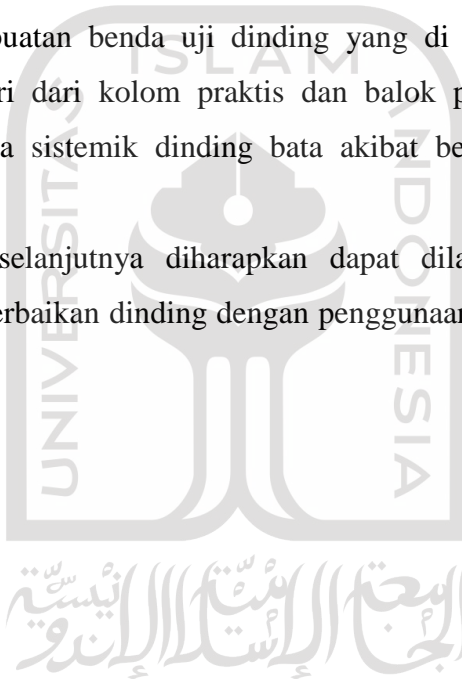 buatan benda uji dinding yang di
ri dari kolom praktis dan balok p
a sistemik dinding bata akibat be
selanjutnya diharapkan dapat dila
erbaikan dinding dengan penggunaan
ISLAM
UNIVERSITAS
INDONESIA